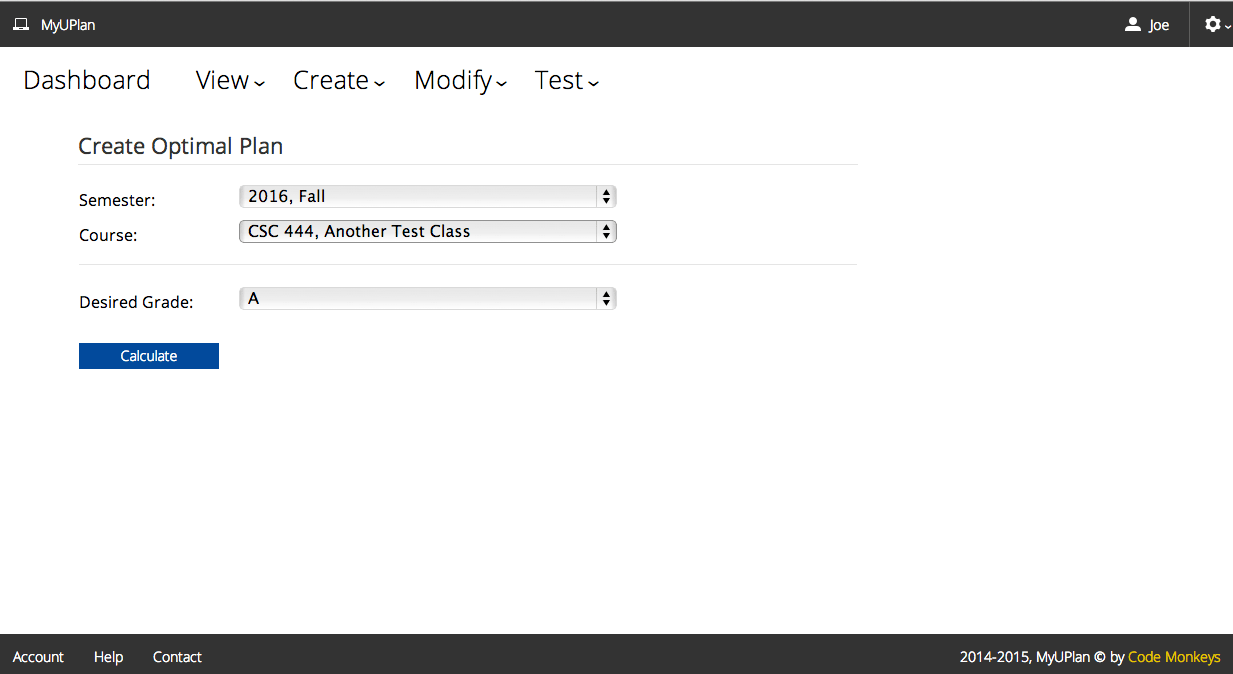 MyUPlan Joe
Dashboard View Create Modify Test
Create Optimal Plan
Semester: 2016, Fall
Course: CSC 444, Another Test Class
Desired Grade: A
Calculate
Account Help Contact 2014-2015, MyUPlan © by Code Monkeys